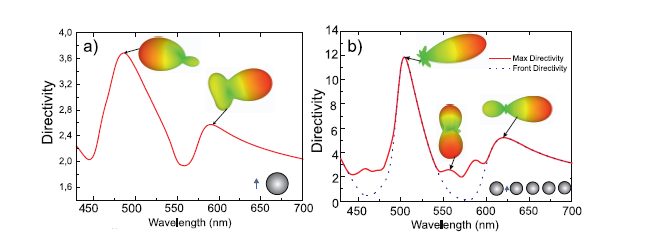 a)
4,0
3,6
3,2
2,8
2,4
2,0
1,6
Directivity
450 500 550 600 650 700
Wavelength (nm)
b)
14
12
10
8
6
4
2
0
Directivity
Max Directivity
Front Directivity
450 500 550 600 650 700
Wavelength (nm)